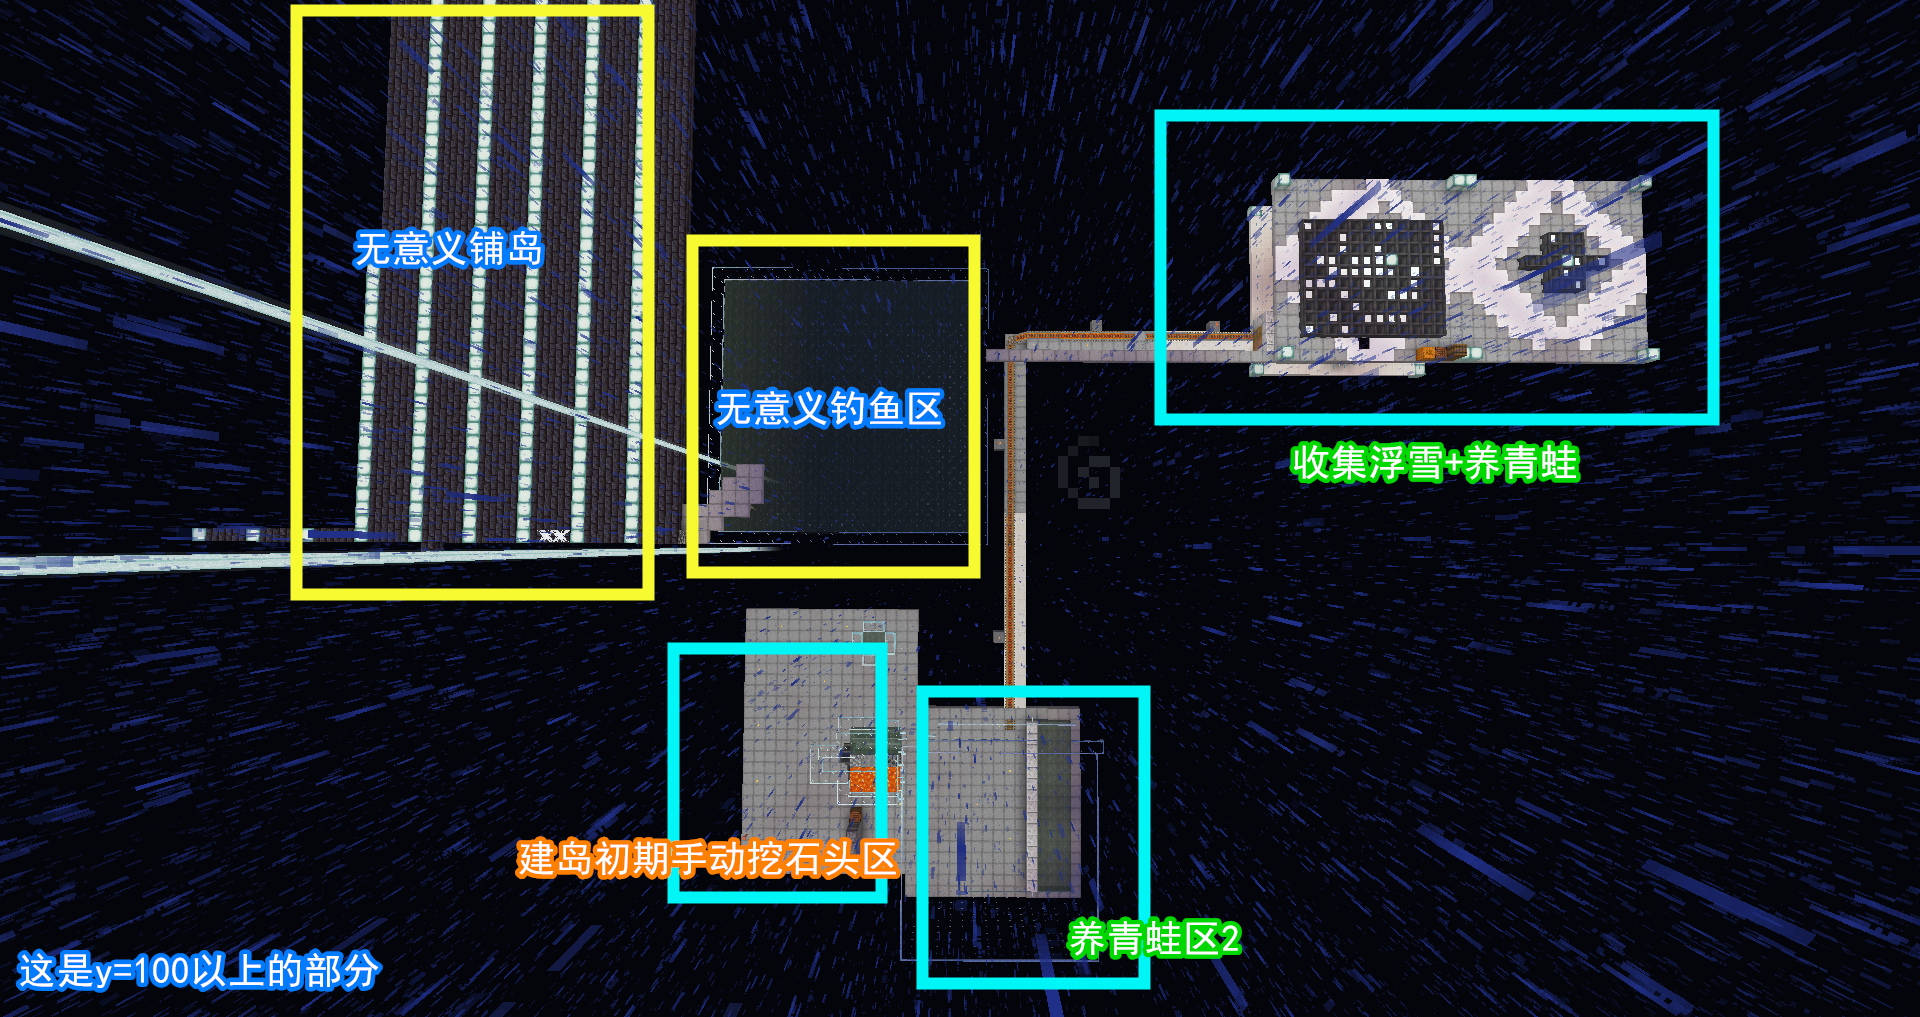 无意义铺岛
无意义钓鱼区
收集浮雪+养青蛙
建岛初期手动挖石头区
养青蛙区2
这是y=100以上的部分